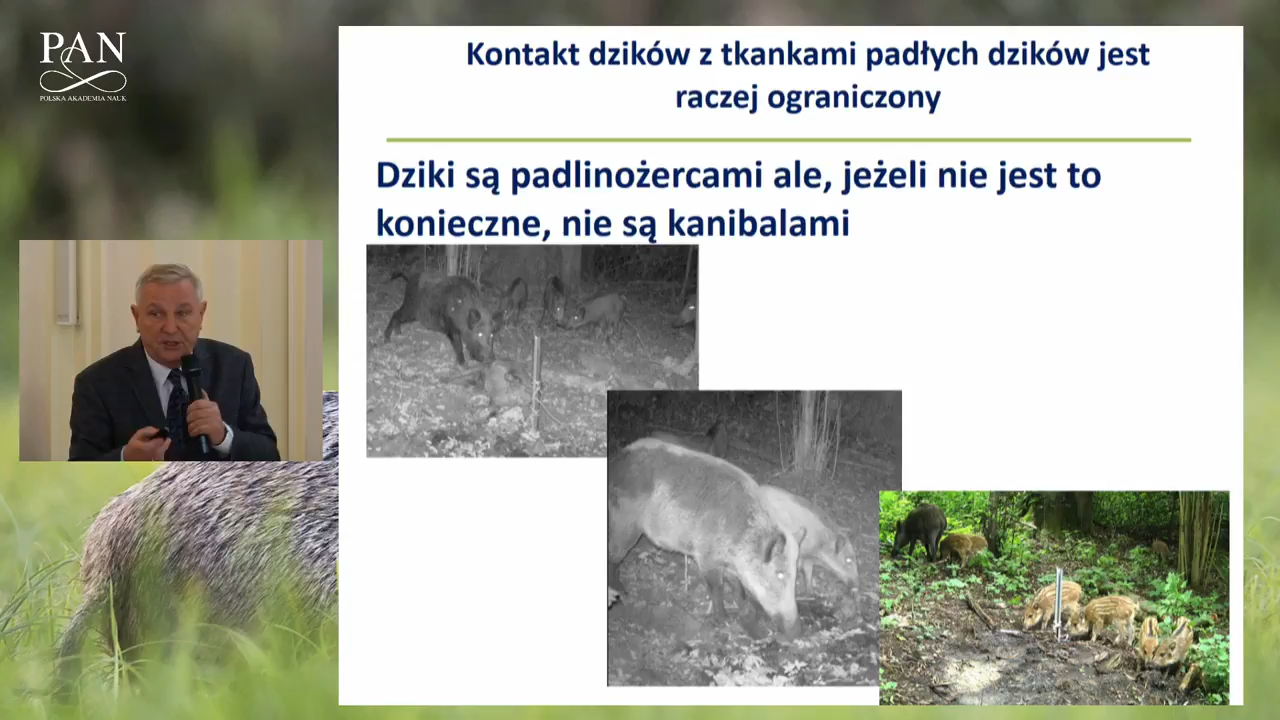 PAN
POLSKA AKADEMIA NAUK
Kontakt dzików z tkankami padłych dzików jest
raczej ograniczony
Dziki są padlinożercami ale, jeżeli nie jest to
konieczne, nie są kanibalami